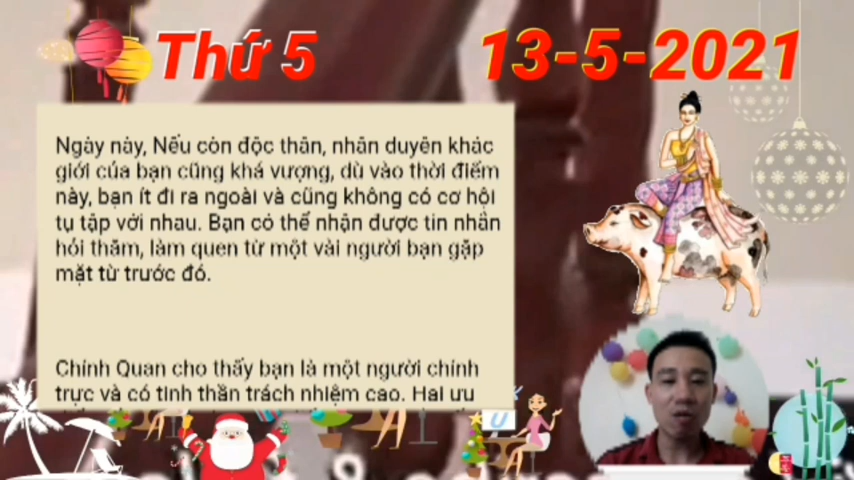 Thứ 5
13-5-2021
Ngày này, Nếu còn độc thân, nhân duyên khác
giới của bạn cũng khá vượng, dù vào thời điểm
này, bạn ít đi ra ngoài và cũng không có cơ hội
tụ tập với nhau. Bạn có thể nhận được tin nhắn
hỏi thăm, làm quen từ một vài người bạn gặp
mặt từ trước đó.
Chính Quan cho thấy bạn là một người chính
trực và có tinh thần trách nhiệm cao. Hai ưu